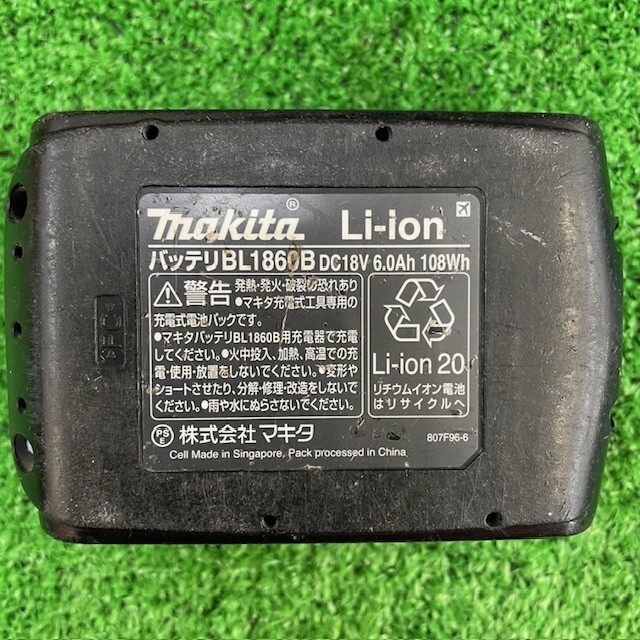 makita® Li-ion
バッテリBL1860B DC18V 6.0Ah 108Wh
警告 発熱・発火・破裂の恐れあり
●マキタ充電式工具専用の
充電式電池パックです。
●マキタバッテリBL1860B用充電器で充電
してください。●火中投入、加熱、高温での充
電・使用・放置をしないでください。●変形や
ショートさせたり、分解・修理・改造をしないで
ください。●雨や水にぬらさないでください。
Li-ion 20
リチウムイオン電池
はリサイクルへ
PSE 株式会社マキタ
807F96-6
Cell Made in Singapore, Pack processed in China
>PC<